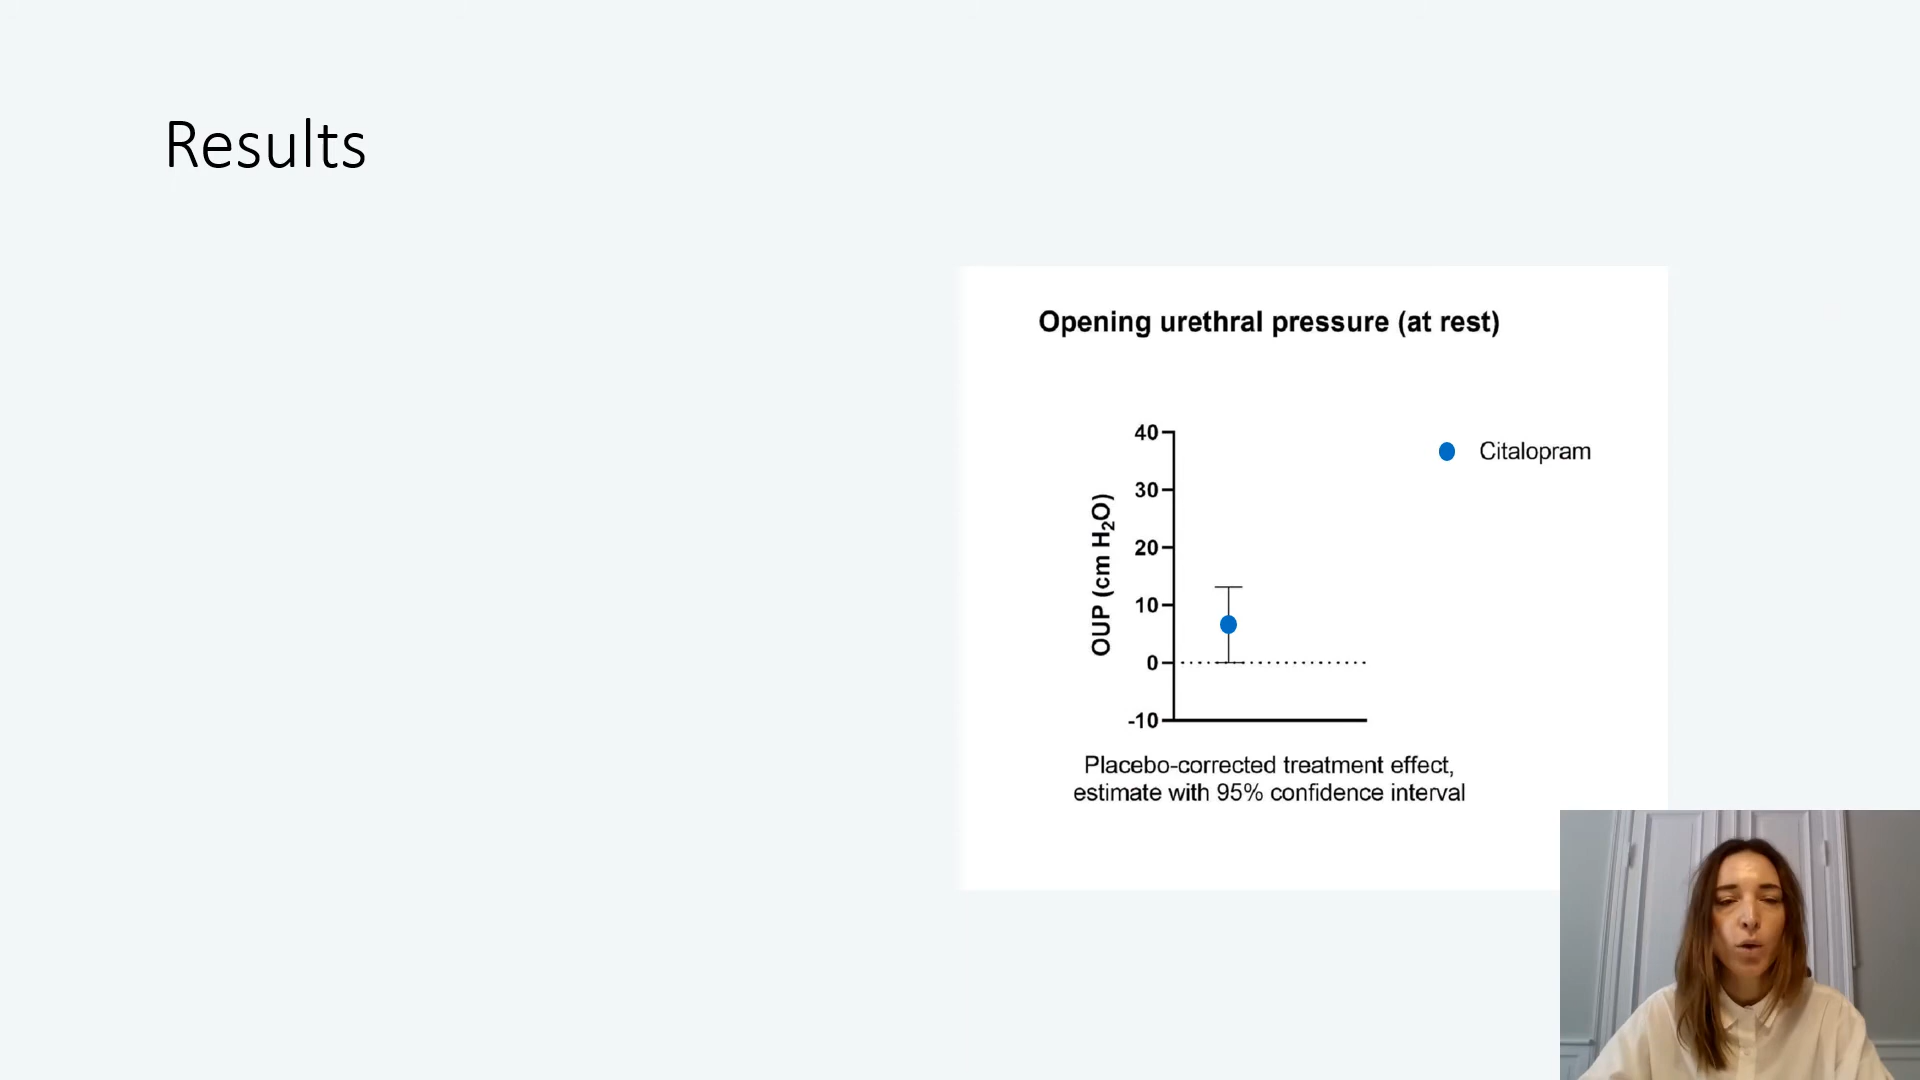 Results
Opening urethral pressure (at rest)
40
30
20
10
0
-10
OUP (cm H₂O)
Citalopram
Placebo-corrected treatment effect,
estimate with 95% confidence interval